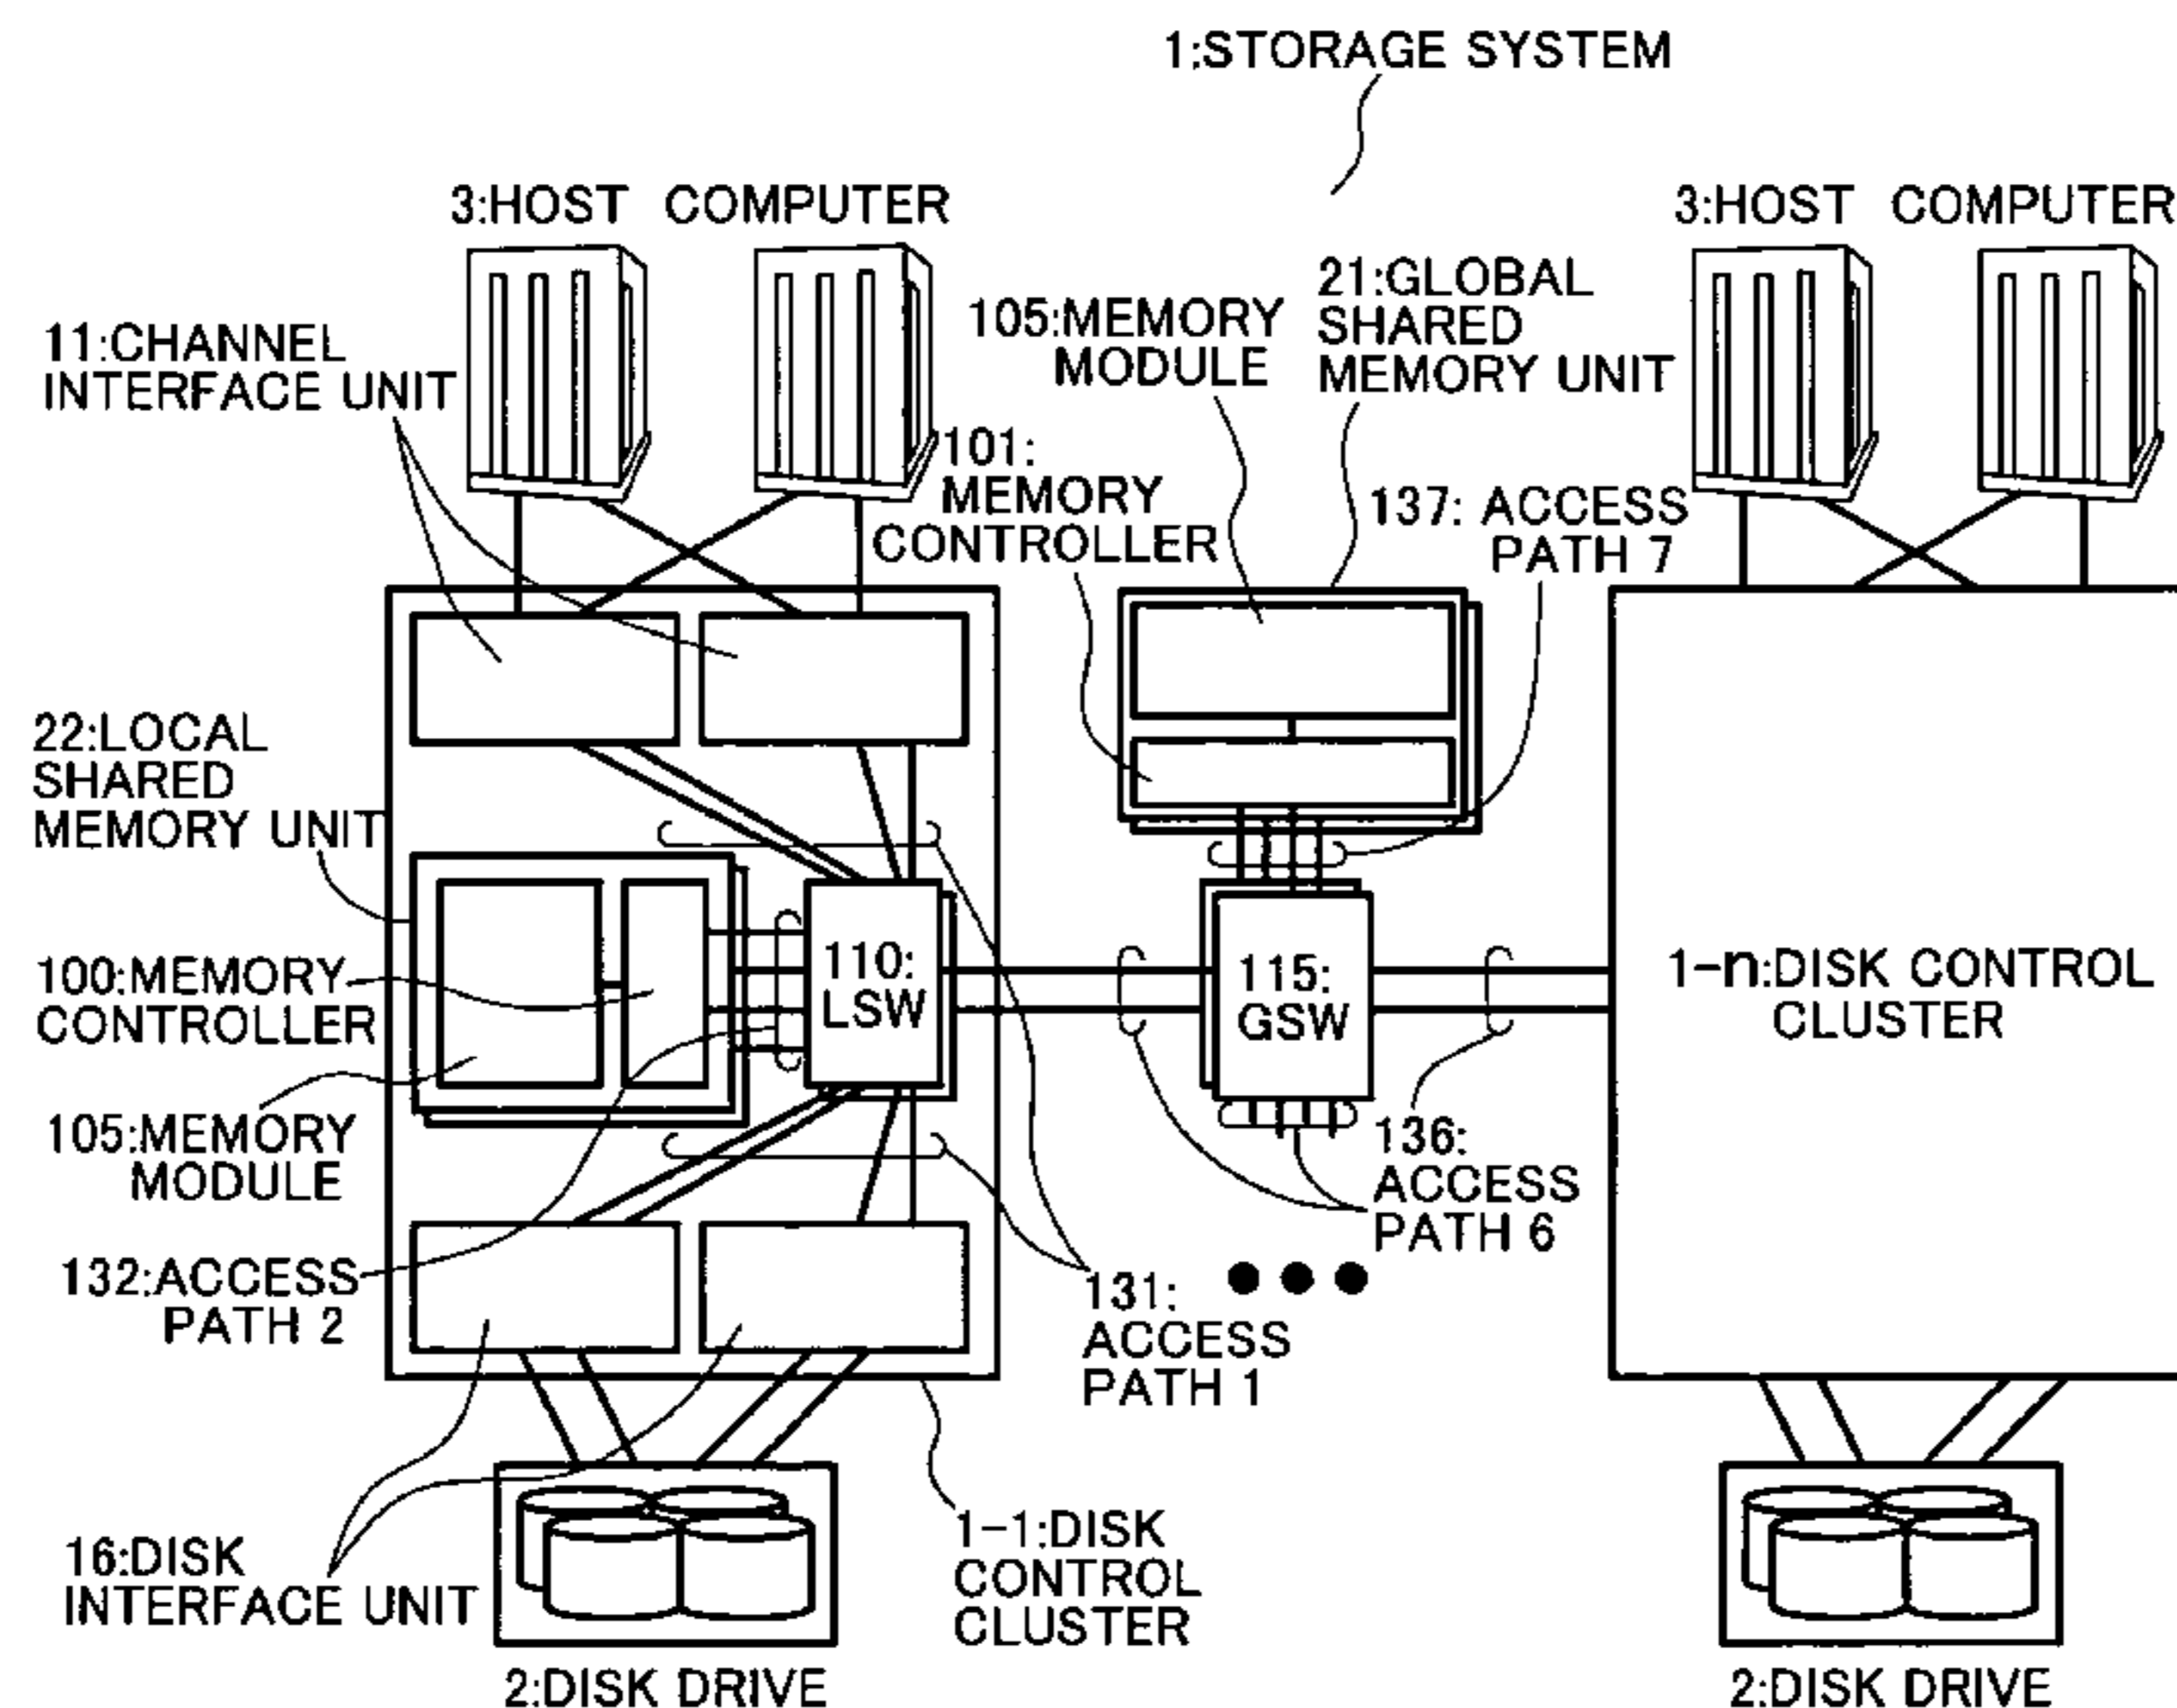 1:STORAGE SYSTEM
3:HOST COMPUTER
3:HOST COMPUTER
11:CHANNEL
INTERFACE UNIT
105:MEMORY
MODULE
21:GLOBAL
SHARED
MEMORY UNIT
101:
MEMORY
CONTROLLER
137: ACCESS
PATH 7
22:LOCAL
SHARED
MEMORY UNIT
100:MEMORY
CONTROLLER
110:
LSW
115:
GSW
1-n:DISK CONTROL
CLUSTER
105:MEMORY
MODULE
136:
ACCESS
PATH 6
132:ACCESS
PATH 2
131:
ACCESS
PATH 1
16:DISK
INTERFACE UNIT
1-1:DISK
CONTROL
CLUSTER
2:DISK DRIVE
2:DISK DRIVE